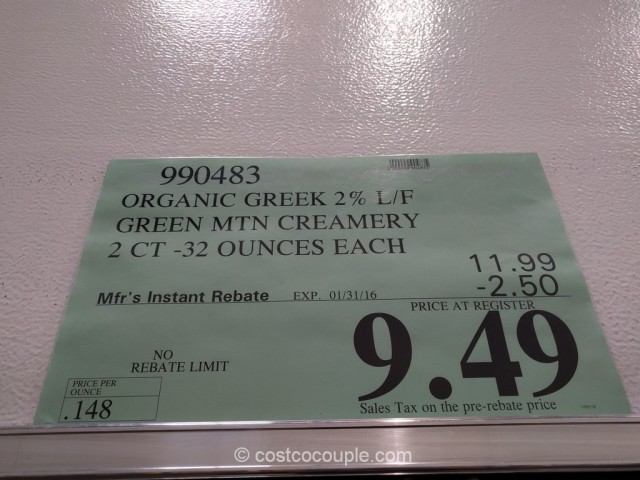 990483
ORGANIC GREEK 2% L/F
GREEN MTN CREAMERY
2 CT -32 OUNCES EACH
11.99
-2.50
Mfr's Instant Rebate EXP. 01/31/16
PRICE AT REGISTER
9.49
NO
REBATE LIMIT
PRICE PER
OUNCE
.148
Sales Tax on the pre-rebate price
© costcocouple.com